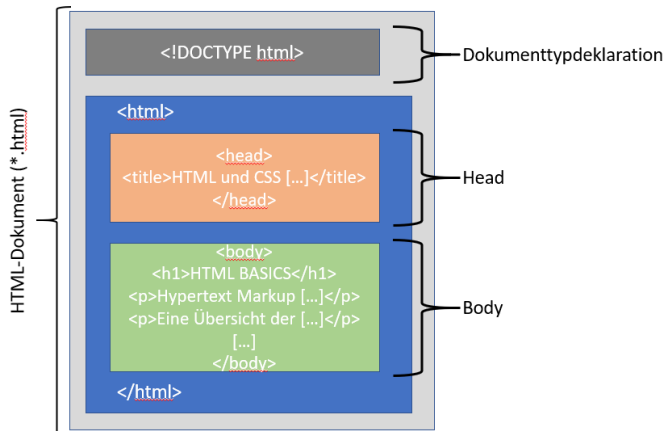 HTML-Dokument (*.html)
<!DOCTYPE html>
Dokumenttypdeklaration
<html>
<head>
<title>HTML und CSS […]</title>
</head>
Head
<body>
<h1>HTML BASICS</h1>
<p>Hypertext Markup […]</p>
<p>Eine Übersicht der […]</p>
[…]
</body>
Body
</html>